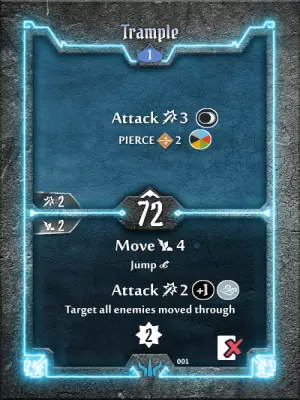 Trample
1
Attack 3
PIERCE 2
2
72
2
Move 4
Jump
Attack 2 +1
Target all enemies moved through
2
001